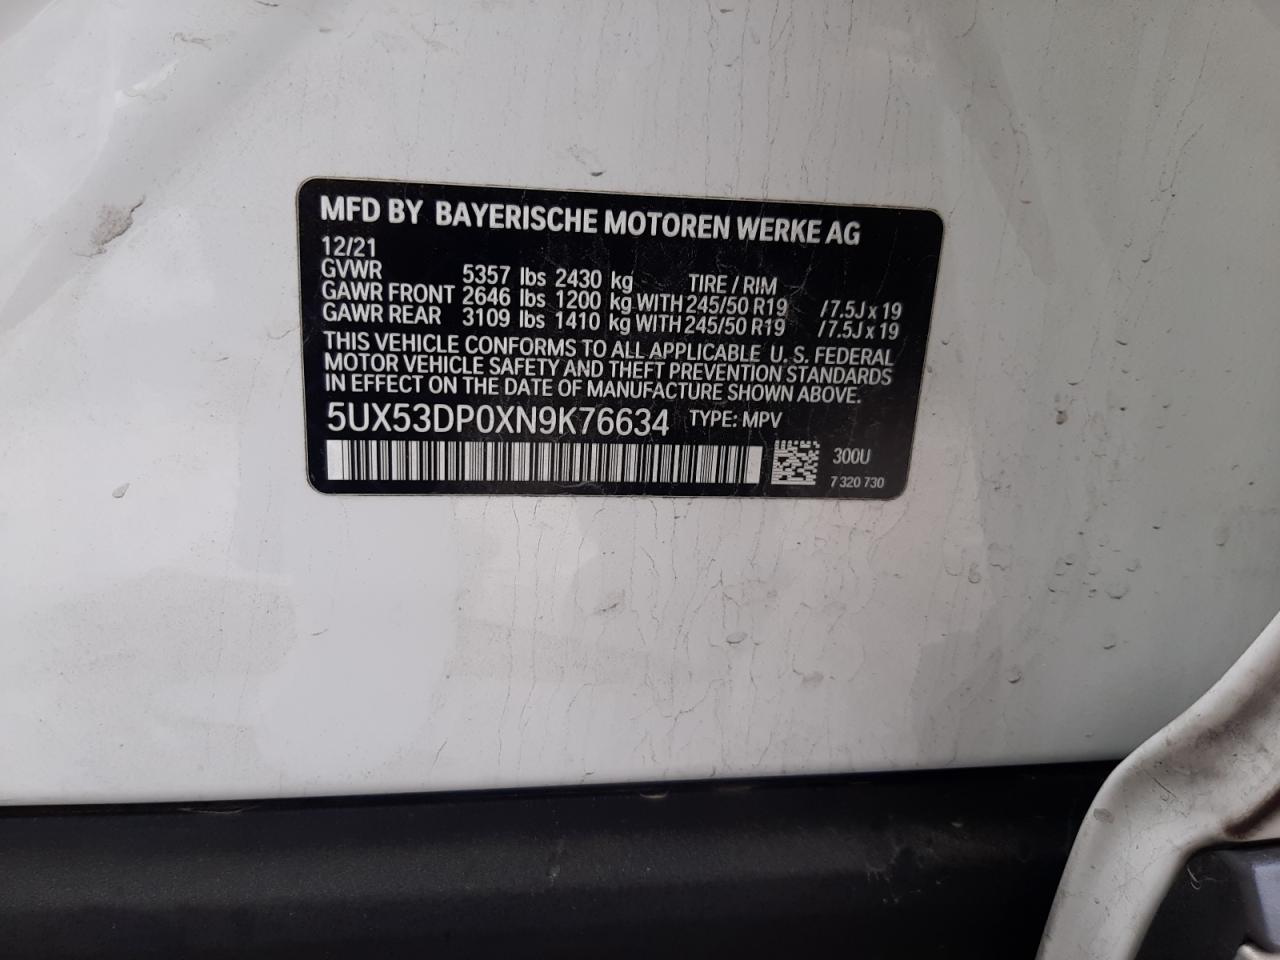 MFD BY BAYERISCHE MOTOREN WERKE AG
12/21
GVWR 5357 lbs 2430 kg TIRE / RIM
GAWR FRONT 2646 lbs 1200 kg WITH 245/50 R19 /7.5J x 19
GAWR REAR 3109 lbs 1410 kg WITH 245/50 R19 /7.5J x 19
THIS VEHICLE CONFORMS TO ALL APPLICABLE U. S. FEDERAL
MOTOR VEHICLE SAFETY AND THEFT PREVENTION STANDARDS
IN EFFECT ON THE DATE OF MANUFACTURE SHOWN ABOVE.
5UX53DP0XN9K76634 TYPE: MPV
300U
7 320 730